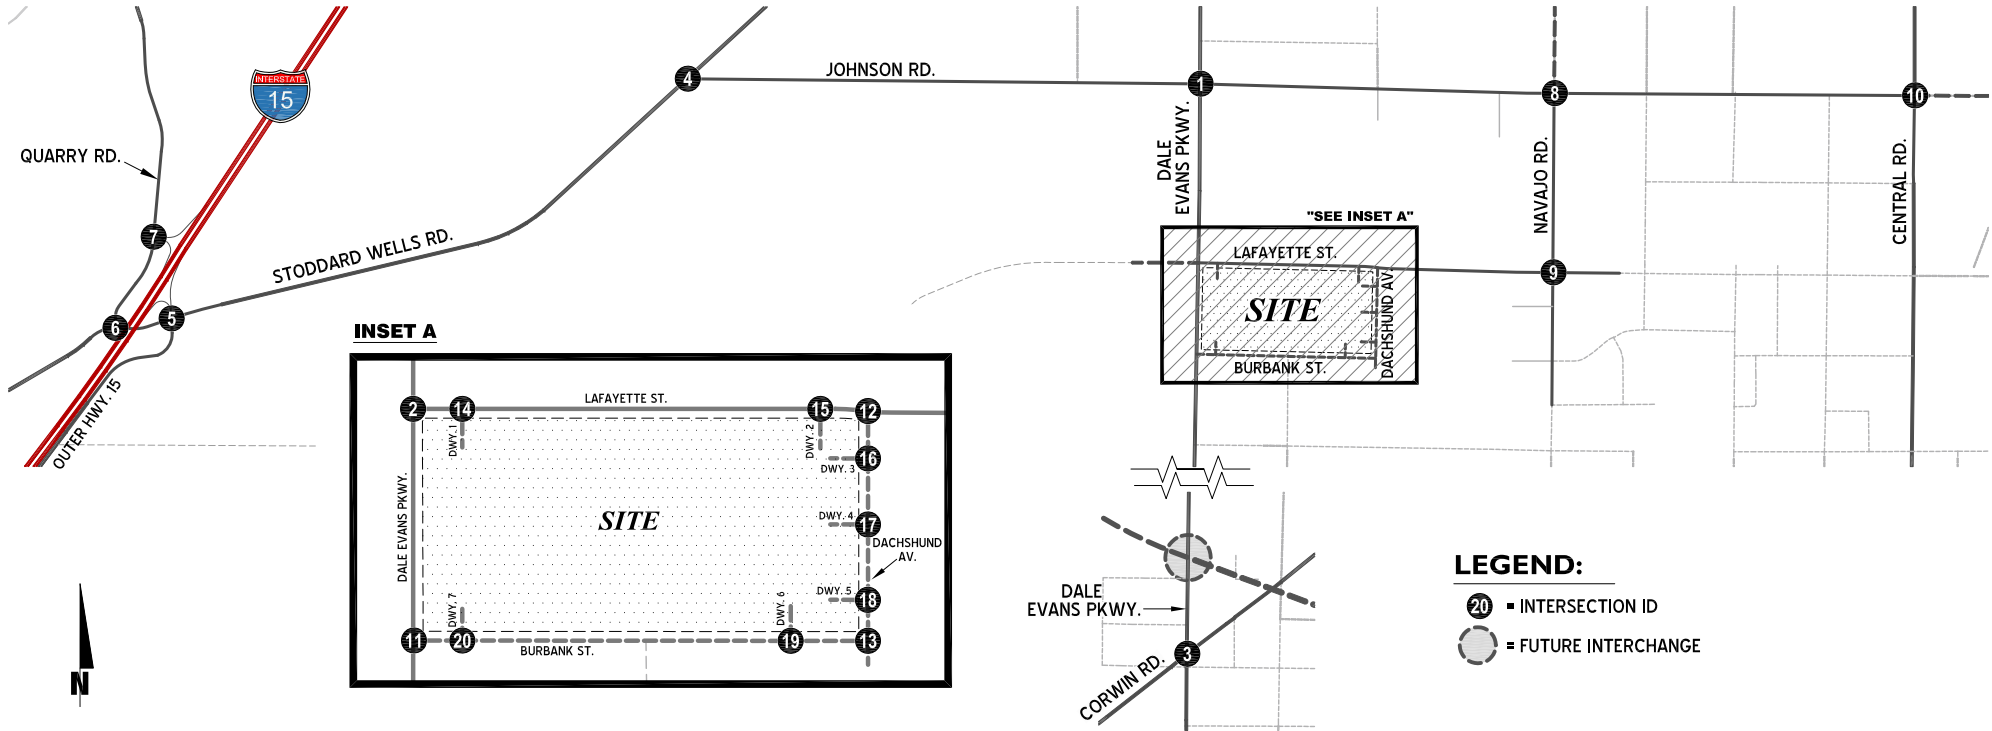 INTERSTATE
15
4
JOHNSON RD.
1
8
10
QUARRY RD.
DALE
EVANS PKWY.
NAVAJO RD.
CENTRAL RD.
7
STODDARD WELLS RD.
"SEE INSET A"
LAFAYETTE ST.
9
SITE
DACHSHUND AV.
BURBANK ST.
5
6
OUTER HWY. 15
INSET A
2
14
LAFAYETTE ST.
15
12
DWY. 1
DWY. 2
16
DWY. 3
DALE EVANS PKWY.
SITE
DWY. 4
17
DACHSHUND
AV.
DWY. 5
18
DWY. 7
DWY. 6
11
20
BURBANK ST.
19
13
N
DALE
EVANS PKWY.
3
CORWIN RD.
LEGEND:
20 = INTERSECTION ID
= FUTURE INTERCHANGE